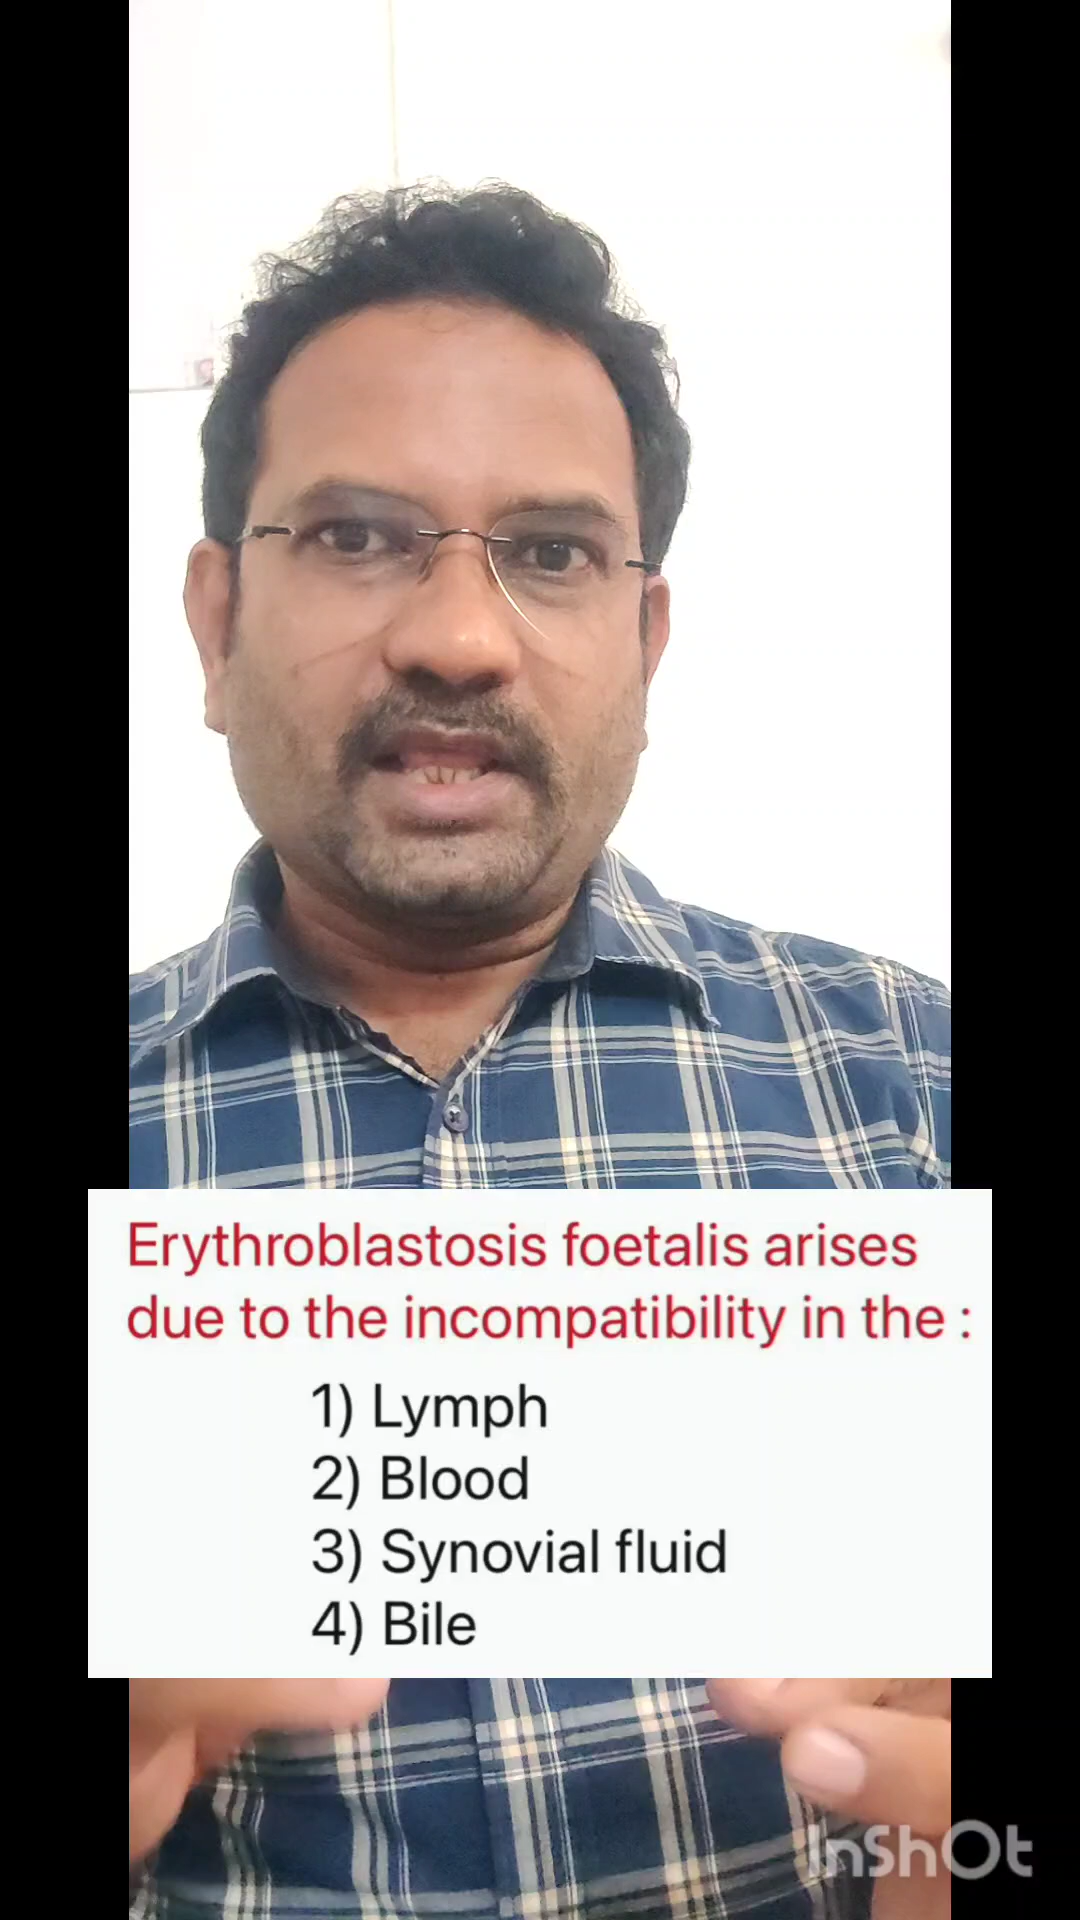 Erythroblastosis foetalis arises
due to the incompatibility in the :
1) Lymph
2) Blood
3) Synovial fluid
4) Bile
InShOt